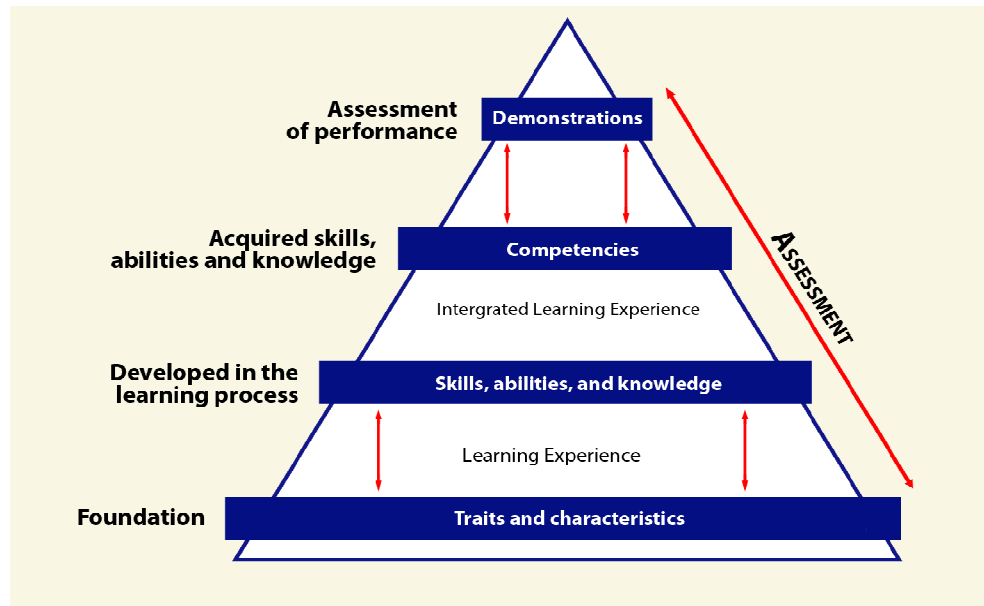 Assessment
of performance
Demonstrations
Acquired skills,
abilities and knowledge
Competencies
ASSESSMENT
Intergrated Learning Experience
Developed in the
learning process
Skills, abilities, and knowledge
Learning Experience
Foundation
Traits and characteristics